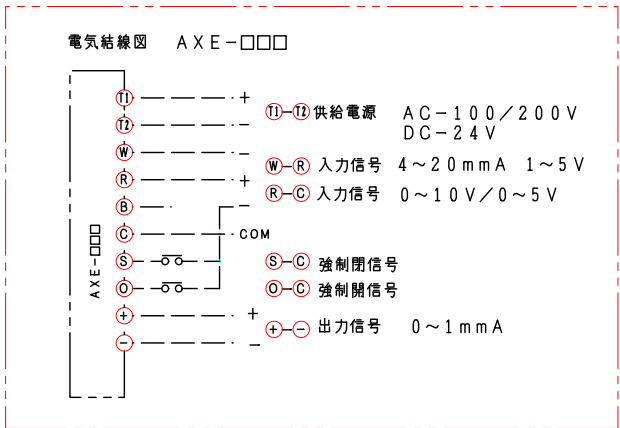 電気結線図 AXE-□□□
T1 +
T1-T2 供給電源 AC-100/200V
T2 -
DC-24V
W -
W-R 入力信号 4~20mmA 1~5V
R +
R-C 入力信号 0~10V/0~5V
B -
C COM
AXE-□□□
S
S-C 強制閉信号
O
O-C 強制開信号
+ +
+-- 出力信号 0~1mmA
- -